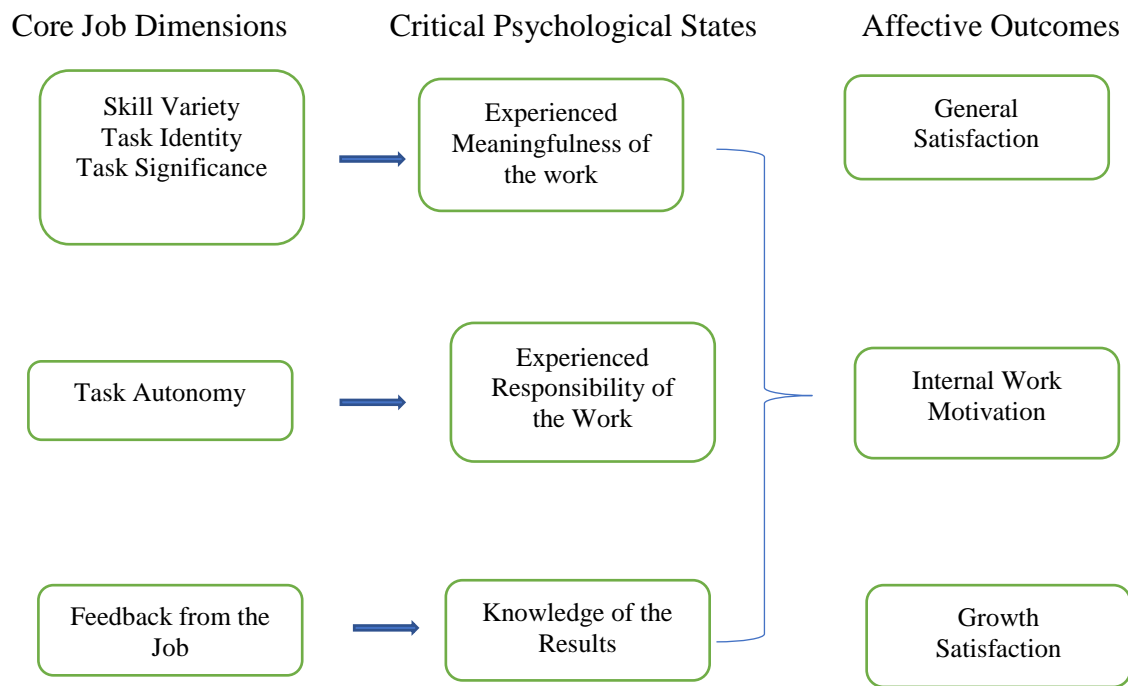 Core Job Dimensions
Critical Psychological States
Affective Outcomes
Skill Variety
Task Identity
Task Significance
Experienced
Meaningfulness of
the work
General
Satisfaction
Task Autonomy
Experienced
Responsibility of
the Work
Internal Work
Motivation
Feedback from the
Job
Knowledge of the
Results
Growth
Satisfaction